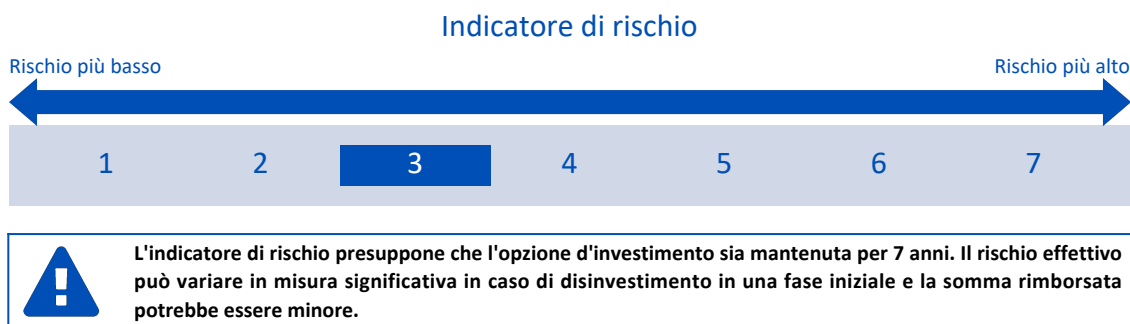 Indicatore di rischio
Rischio più basso Rischio più alto
1 2 3 4 5 6 7
L'indicatore di rischio presuppone che l'opzione d'investimento sia mantenuta per 7 anni. Il rischio effettivo
può variare in misura significativa in caso di disinvestimento in una fase iniziale e la somma rimborsata
potrebbe essere minore.